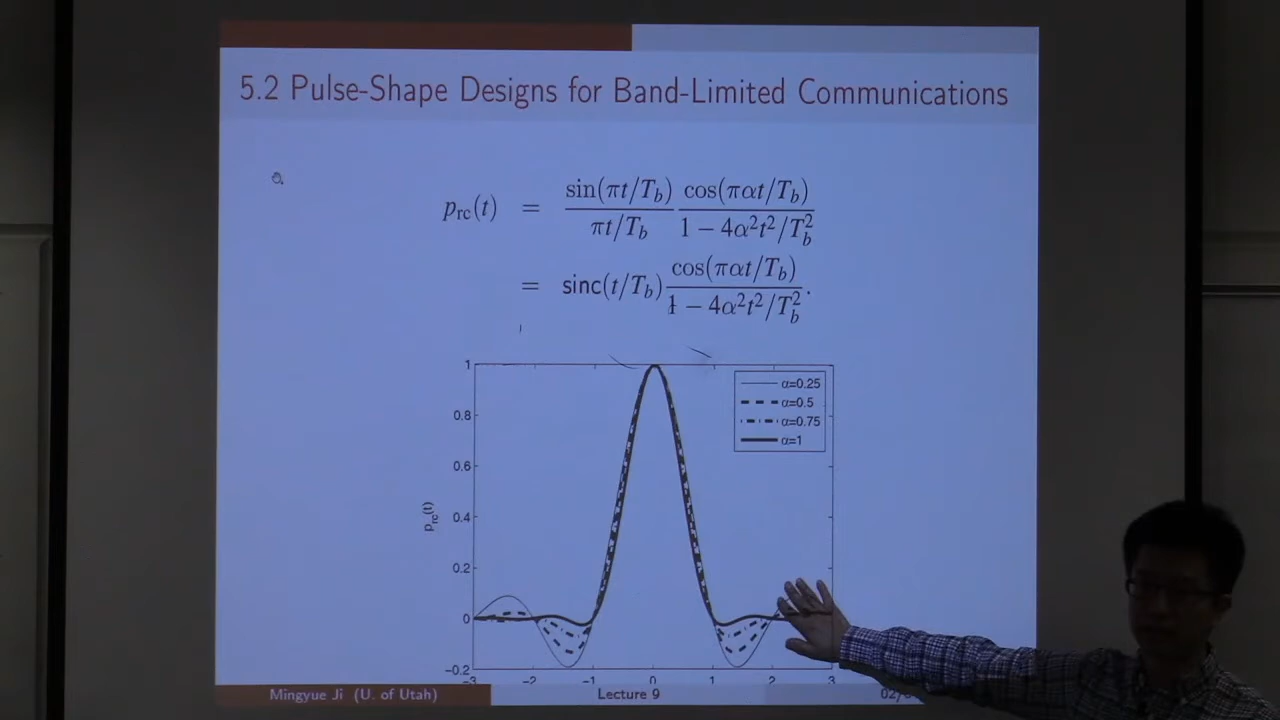 5.2 Pulse-Shape Designs for Band-Limited Communications
p_rc(t) = sin(πt/T_b)/(πt/T_b) cos(παt/T_b)/(1 − 4α²t²/T_b²)
= sinc(t/T_b) cos(παt/T_b)/(1 − 4α²t²/T_b²).
1
0.8
0.6
0.4
0.2
0
-0.2
p_rc(t)
α=0.25
α=0.5
α=0.75
α=1
-3 -2 -1 0 1 2 3
Mingyue Ji (U. of Utah) Lecture 9 02/